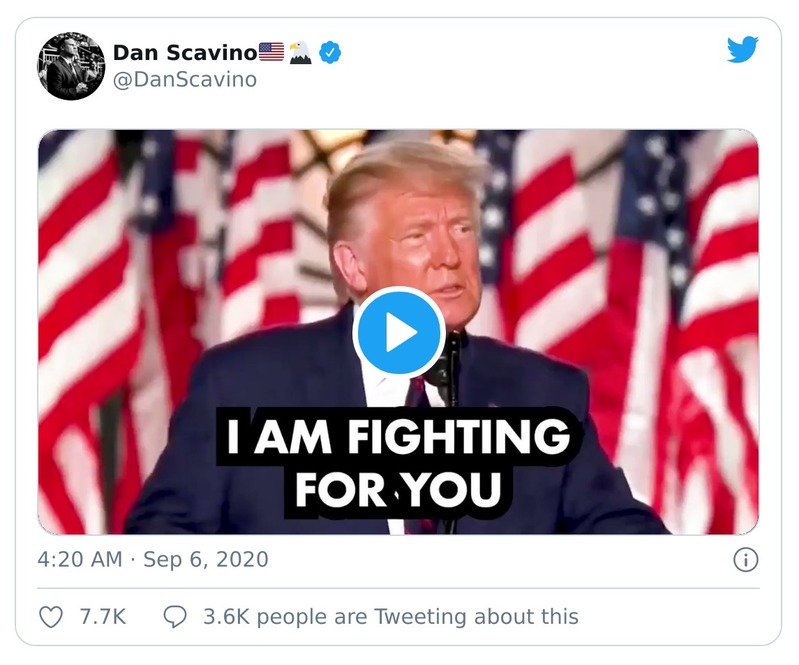 Dan Scavino🇺🇸🦅
@DanScavino
I AM FIGHTING
FOR YOU
4:20 AM · Sep 6, 2020
7.7K 3.6K people are Tweeting about this